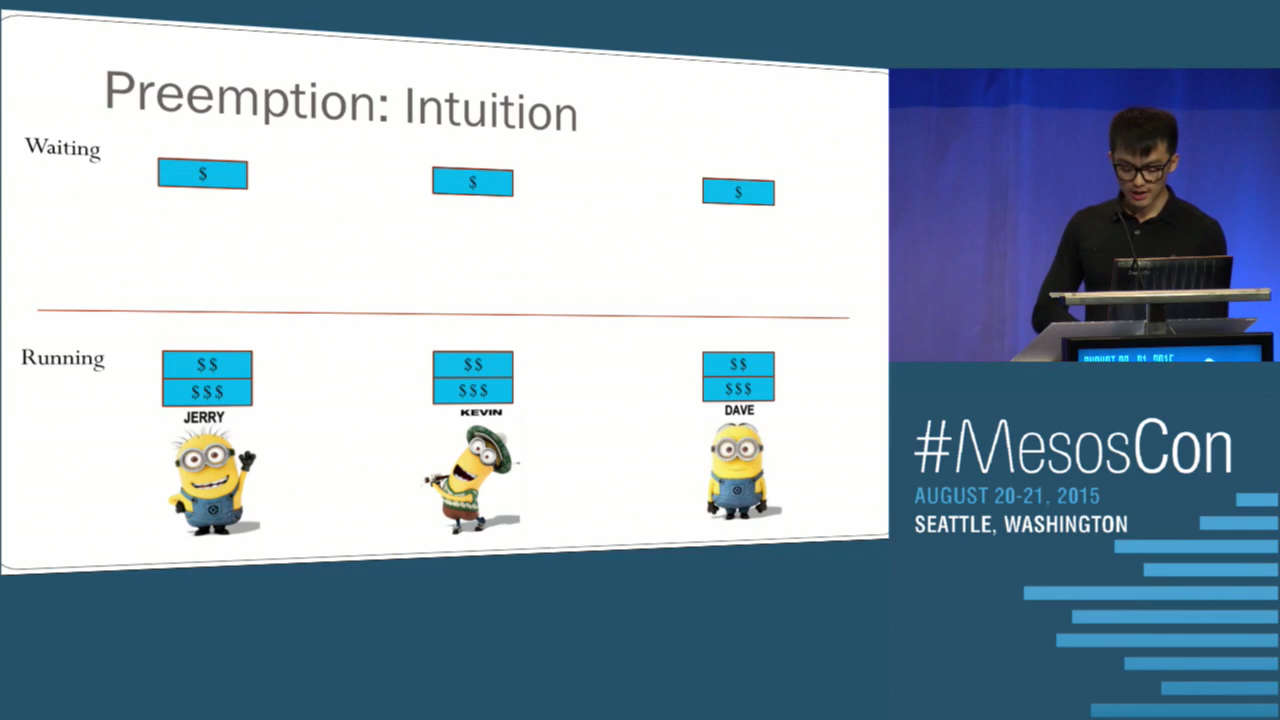 Preemption: Intuition
Waiting
$
$
$
Running
$$
$$$
$$
$$$
$$
$$$
JERRY
KEVIN
DAVE
#MesosCon
AUGUST 20-21, 2015
SEATTLE, WASHINGTON